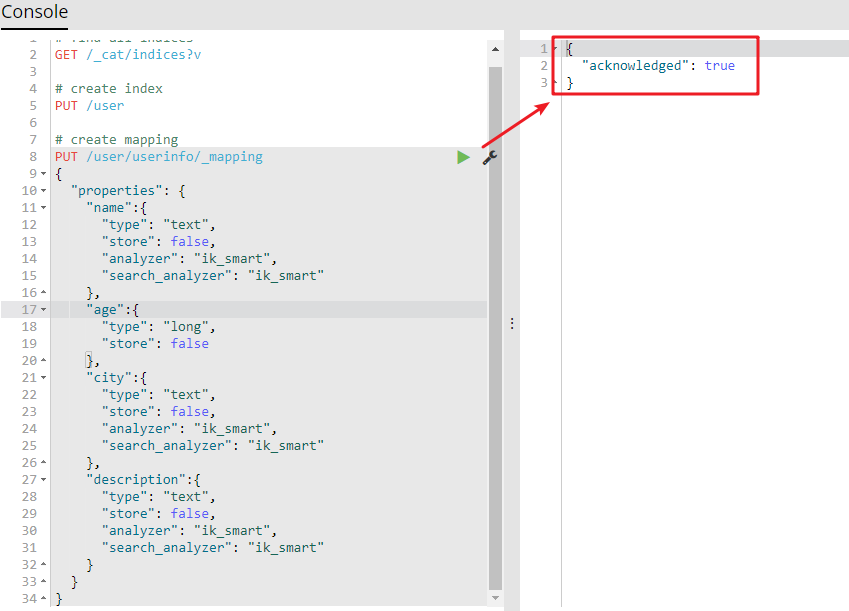 Console
# find all indices
2 GET /_cat/indices?v
3
4 # create index
5 PUT /user
6
7 # create mapping
8 PUT /user/userinfo/_mapping
9 {
10 "properties": {
11 "name":{
12 "type": "text",
13 "store": false,
14 "analyzer": "ik_smart",
15 "search_analyzer": "ik_smart"
16 },
17 "age":{
18 "type": "long",
19 "store": false
20 },
21 "city":{
22 "type": "text",
23 "store": false,
24 "analyzer": "ik_smart",
25 "search_analyzer": "ik_smart"
26 },
27 "description":{
28 "type": "text",
29 "store": false,
30 "analyzer": "ik_smart",
31 "search_analyzer": "ik_smart"
32 }
33 }
34 }
1 {
2 "acknowledged": true
3 }